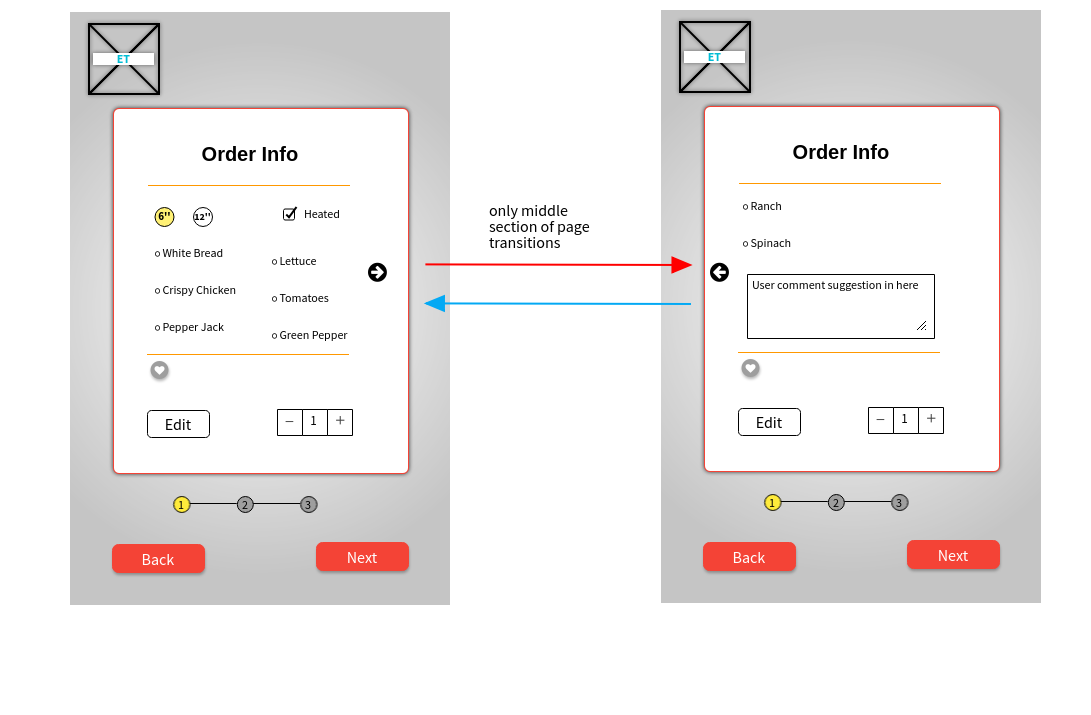 ET
Order Info
6'' 12'' Heated
White Bread
Lettuce
Crispy Chicken
Tomatoes
Pepper Jack
Green Pepper
Edit
− 1 +
1 2 3
Back Next
only middle
section of page
transitions
ET
Order Info
Ranch
Spinach
User comment suggestion in here
Edit
− 1 +
1 2 3
Back Next